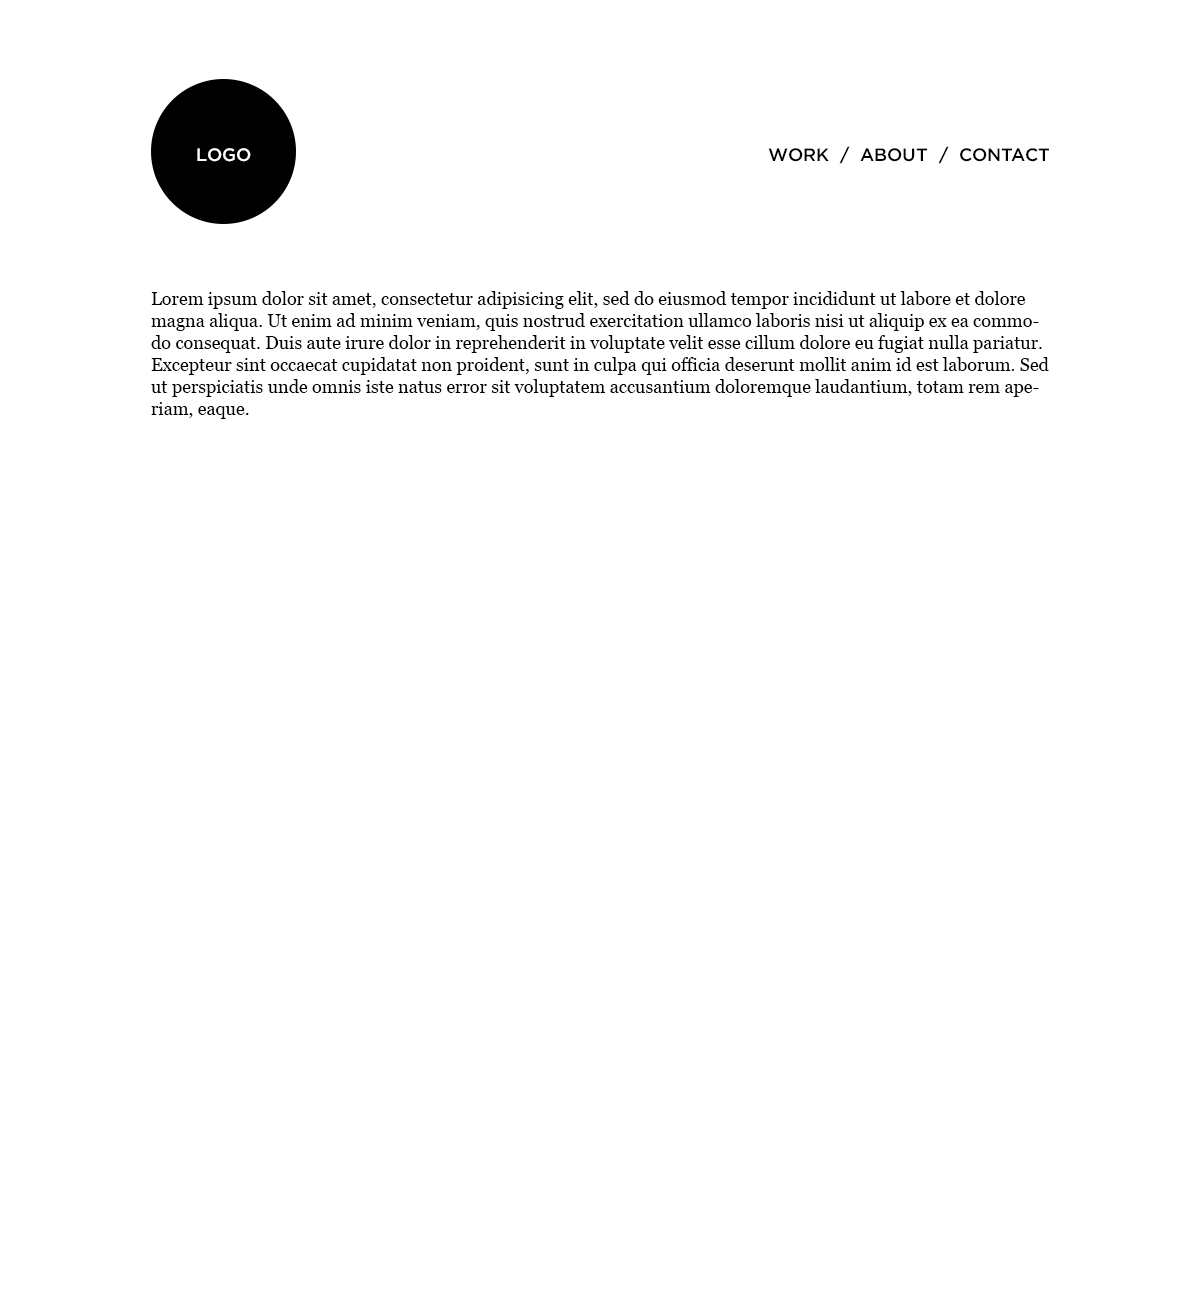 LOGO
WORK / ABOUT / CONTACT
Lorem ipsum dolor sit amet, consectetur adipisicing elit, sed do eiusmod tempor incididunt ut labore et dolore
magna aliqua. Ut enim ad minim veniam, quis nostrud exercitation ullamco laboris nisi ut aliquip ex ea commo-
do consequat. Duis aute irure dolor in reprehenderit in voluptate velit esse cillum dolore eu fugiat nulla pariatur.
Excepteur sint occaecat cupidatat non proident, sunt in culpa qui officia deserunt mollit anim id est laborum. Sed
ut perspiciatis unde omnis iste natus error sit voluptatem accusantium doloremque laudantium, totam rem ape-
riam, eaque.